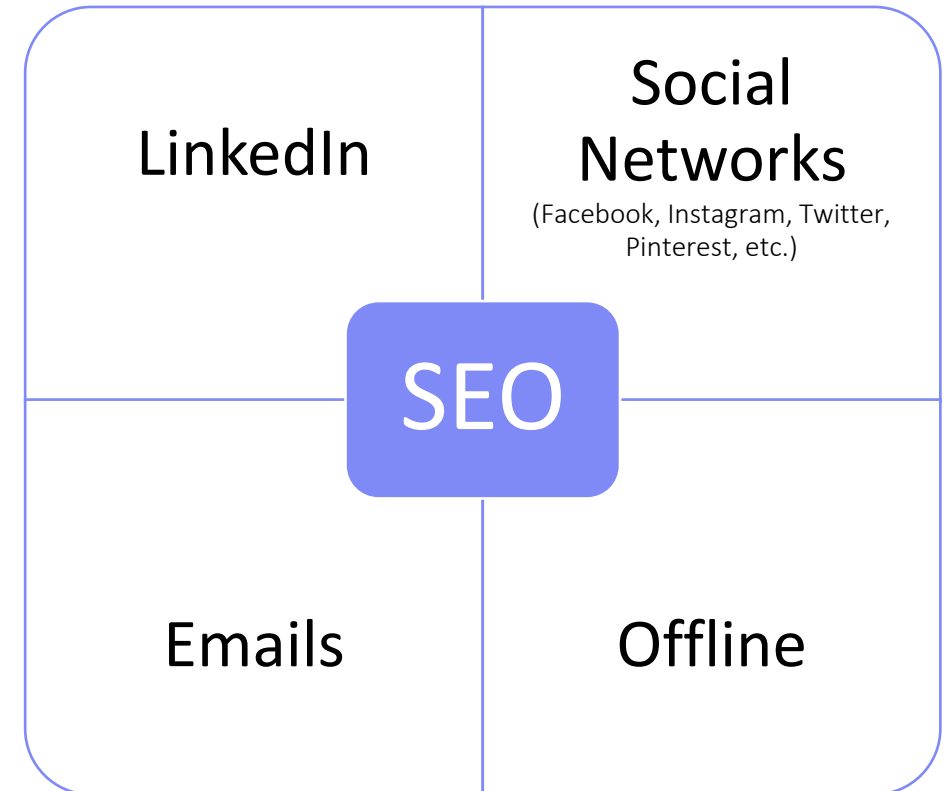 LinkedIn
Social
Networks
(Facebook, Instagram, Twitter,
Pinterest, etc.)
SEO
Emails
Offline